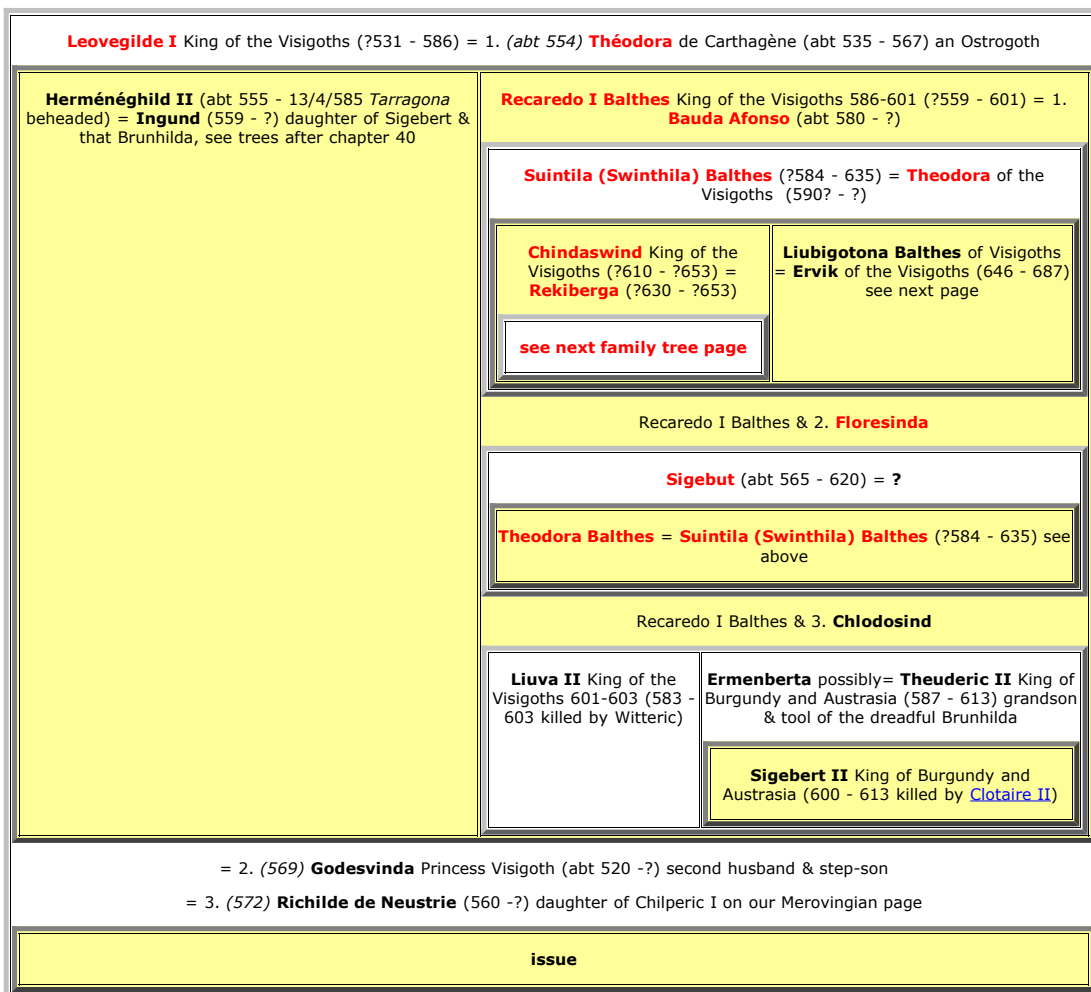 Leovegilde I King of the Visigoths (?531 - 586) = 1. (abt 554) Théodora de Carthagène (abt 535 - 567) an Ostrogoth
Herménéghild II (abt 555 - 13/4/585 Tarragona
beheaded) = Ingund (559 - ?) daughter of Sigebert &
that Brunhilda, see trees after chapter 40
Recaredo I Balthes King of the Visigoths 586-601 (?559 - 601) = 1.
Bauda Afonso (abt 580 - ?)
Suintila (Swinthila) Balthes (?584 - 635) = Theodora of the
Visigoths (590? - ?)
Chindaswind King of the
Visigoths (?610 - ?653) =
Rekiberga (?630 - ?653)
see next family tree page
Liubigotona Balthes of Visigoths
= Ervik of the Visigoths (646 - 687)
see next page
Recaredo I Balthes & 2. Floresinda
Sigebut (abt 565 - 620) = ?
Theodora Balthes = Suintila (Swinthila) Balthes (?584 - 635) see
above
Recaredo I Balthes & 3. Chlodosind
Liuva II King of the
Visigoths 601-603 (583 -
603 killed by Witteric)
Ermenberta possibly= Theuderic II King of
Burgundy and Austrasia (587 - 613) grandson
& tool of the dreadful Brunhilda
Sigebert II King of Burgundy and
Austrasia (600 - 613 killed by Clotaire II)
= 2. (569) Godesvinda Princess Visigoth (abt 520 -?) second husband & step-son
= 3. (572) Richilde de Neustrie (560 -?) daughter of Chilperic I on our Merovingian page
issue